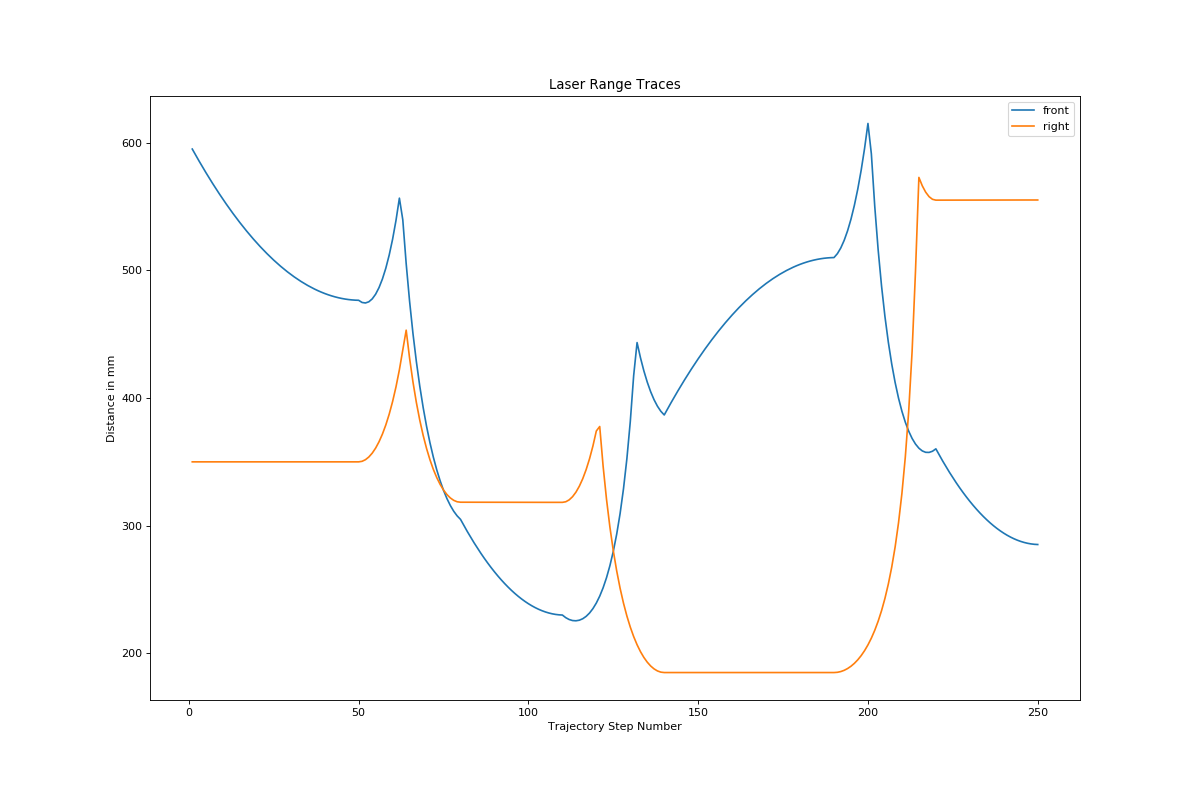 Laser Range Traces
front
right
Distance in mm
600
500
400
300
200
0 50 100 150 200 250
Trajectory Step Number